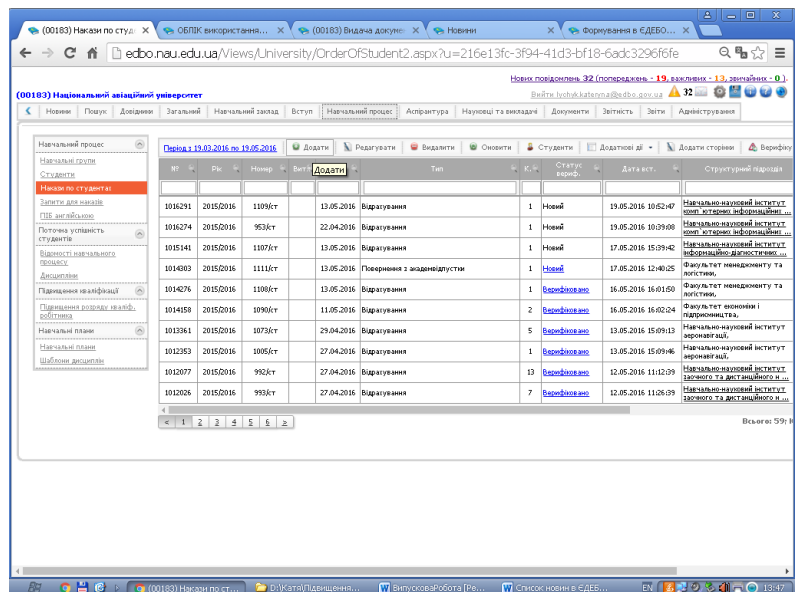 (00183) Накази по студ
ОБЛІК використання...
(00183) Видача докуме
Новини
Формування в ЄДЕБО...
edbo.nau.edu.ua/Views/University/OrderOfStudent2.aspx?u=216e13fc-3f94-41d3-bf18-6adc3296f6fe
Нових повідомлень 32 (попереджень - 19, важливих - 13, звичайних - 0 ).
(00183) Національний авіаційний університет
Вийти lychyk.kateryna@edbo.gov.ua 32
Новини Пошук Довідники Загальний Навчальний заклад Вступ Навчальний процес Аспірантура Науковці та викладачі Документи Звітність Звіти Адміністрування
Навчальний процес
Навчальні групи
Студенти
Накази по студентах
Запити для наказів
ПІБ англійською
Поточна успішність студентів
Відомості навчального процесу
Дисципліни
Підвищення кваліфікації
Підвищення розряду кваліф. робітника
Навчальні плани
Навчальні плани
Шаблони дисциплін
Період з 19.03.2016 по 19.05.2016 Додати Редагувати Видалити Оновити Студенти Додаткові дії Додати сторінки Верифіку
№ Рік Номер Вит Додати Тип К. Статус вериф. Дата вст. Структурний підрозділ
1016291 2015/2016 1109/ст 13.05.2016 Відрахування 1 Новий 19.05.2016 10:52:47 Навчально-науковий інститут комп`ютерних інформаційних ...
1016274 2015/2016 953/ст 22.04.2016 Відрахування 1 Новий 19.05.2016 10:39:08 Навчально-науковий інститут комп`ютерних інформаційних ...
1015141 2015/2016 1107/ст 13.05.2016 Відрахування 1 Новий 17.05.2016 15:39:42 Навчально-науковий інститут інформаційно-діагностичних ...
1014303 2015/2016 1111/ст 13.05.2016 Повернення з академвідпустки 1 Новий 17.05.2016 12:40:25 Факультет менеджменту та логістики,
1014276 2015/2016 1108/ст 13.05.2016 Відрахування 1 Верифіковано 16.05.2016 16:01:50 Факультет менеджменту та логістики,
1014158 2015/2016 1090/ст 11.05.2016 Відрахування 2 Верифіковано 16.05.2016 16:02:24 Факультет економіки і підприємництва,
1013361 2015/2016 1073/ст 29.04.2016 Відрахування 5 Верифіковано 13.05.2016 15:09:13 Навчально-науковий інститут аеронавігації,
1012353 2015/2016 1005/ст 27.04.2016 Відрахування 1 Верифіковано 13.05.2016 15:09:46 Навчально-науковий інститут аеронавігації,
1012077 2015/2016 992/ст 27.04.2016 Відрахування 13 Верифіковано 12.05.2016 11:12:39 Навчально-науковий інститут заочного та дистанційного н ...
1012026 2015/2016 993/ст 27.04.2016 Відрахування 7 Верифіковано 12.05.2016 11:26:39 Навчально-науковий інститут заочного та дистанційного н ...
< 1 2 3 4 5 6 >
Всього: 59;
(00183) Накази по ст...
D:\Катя\Підвищення...
ВипусковаРобота [Ре...
Список новин в ЄДЕБ...
EN
13:47